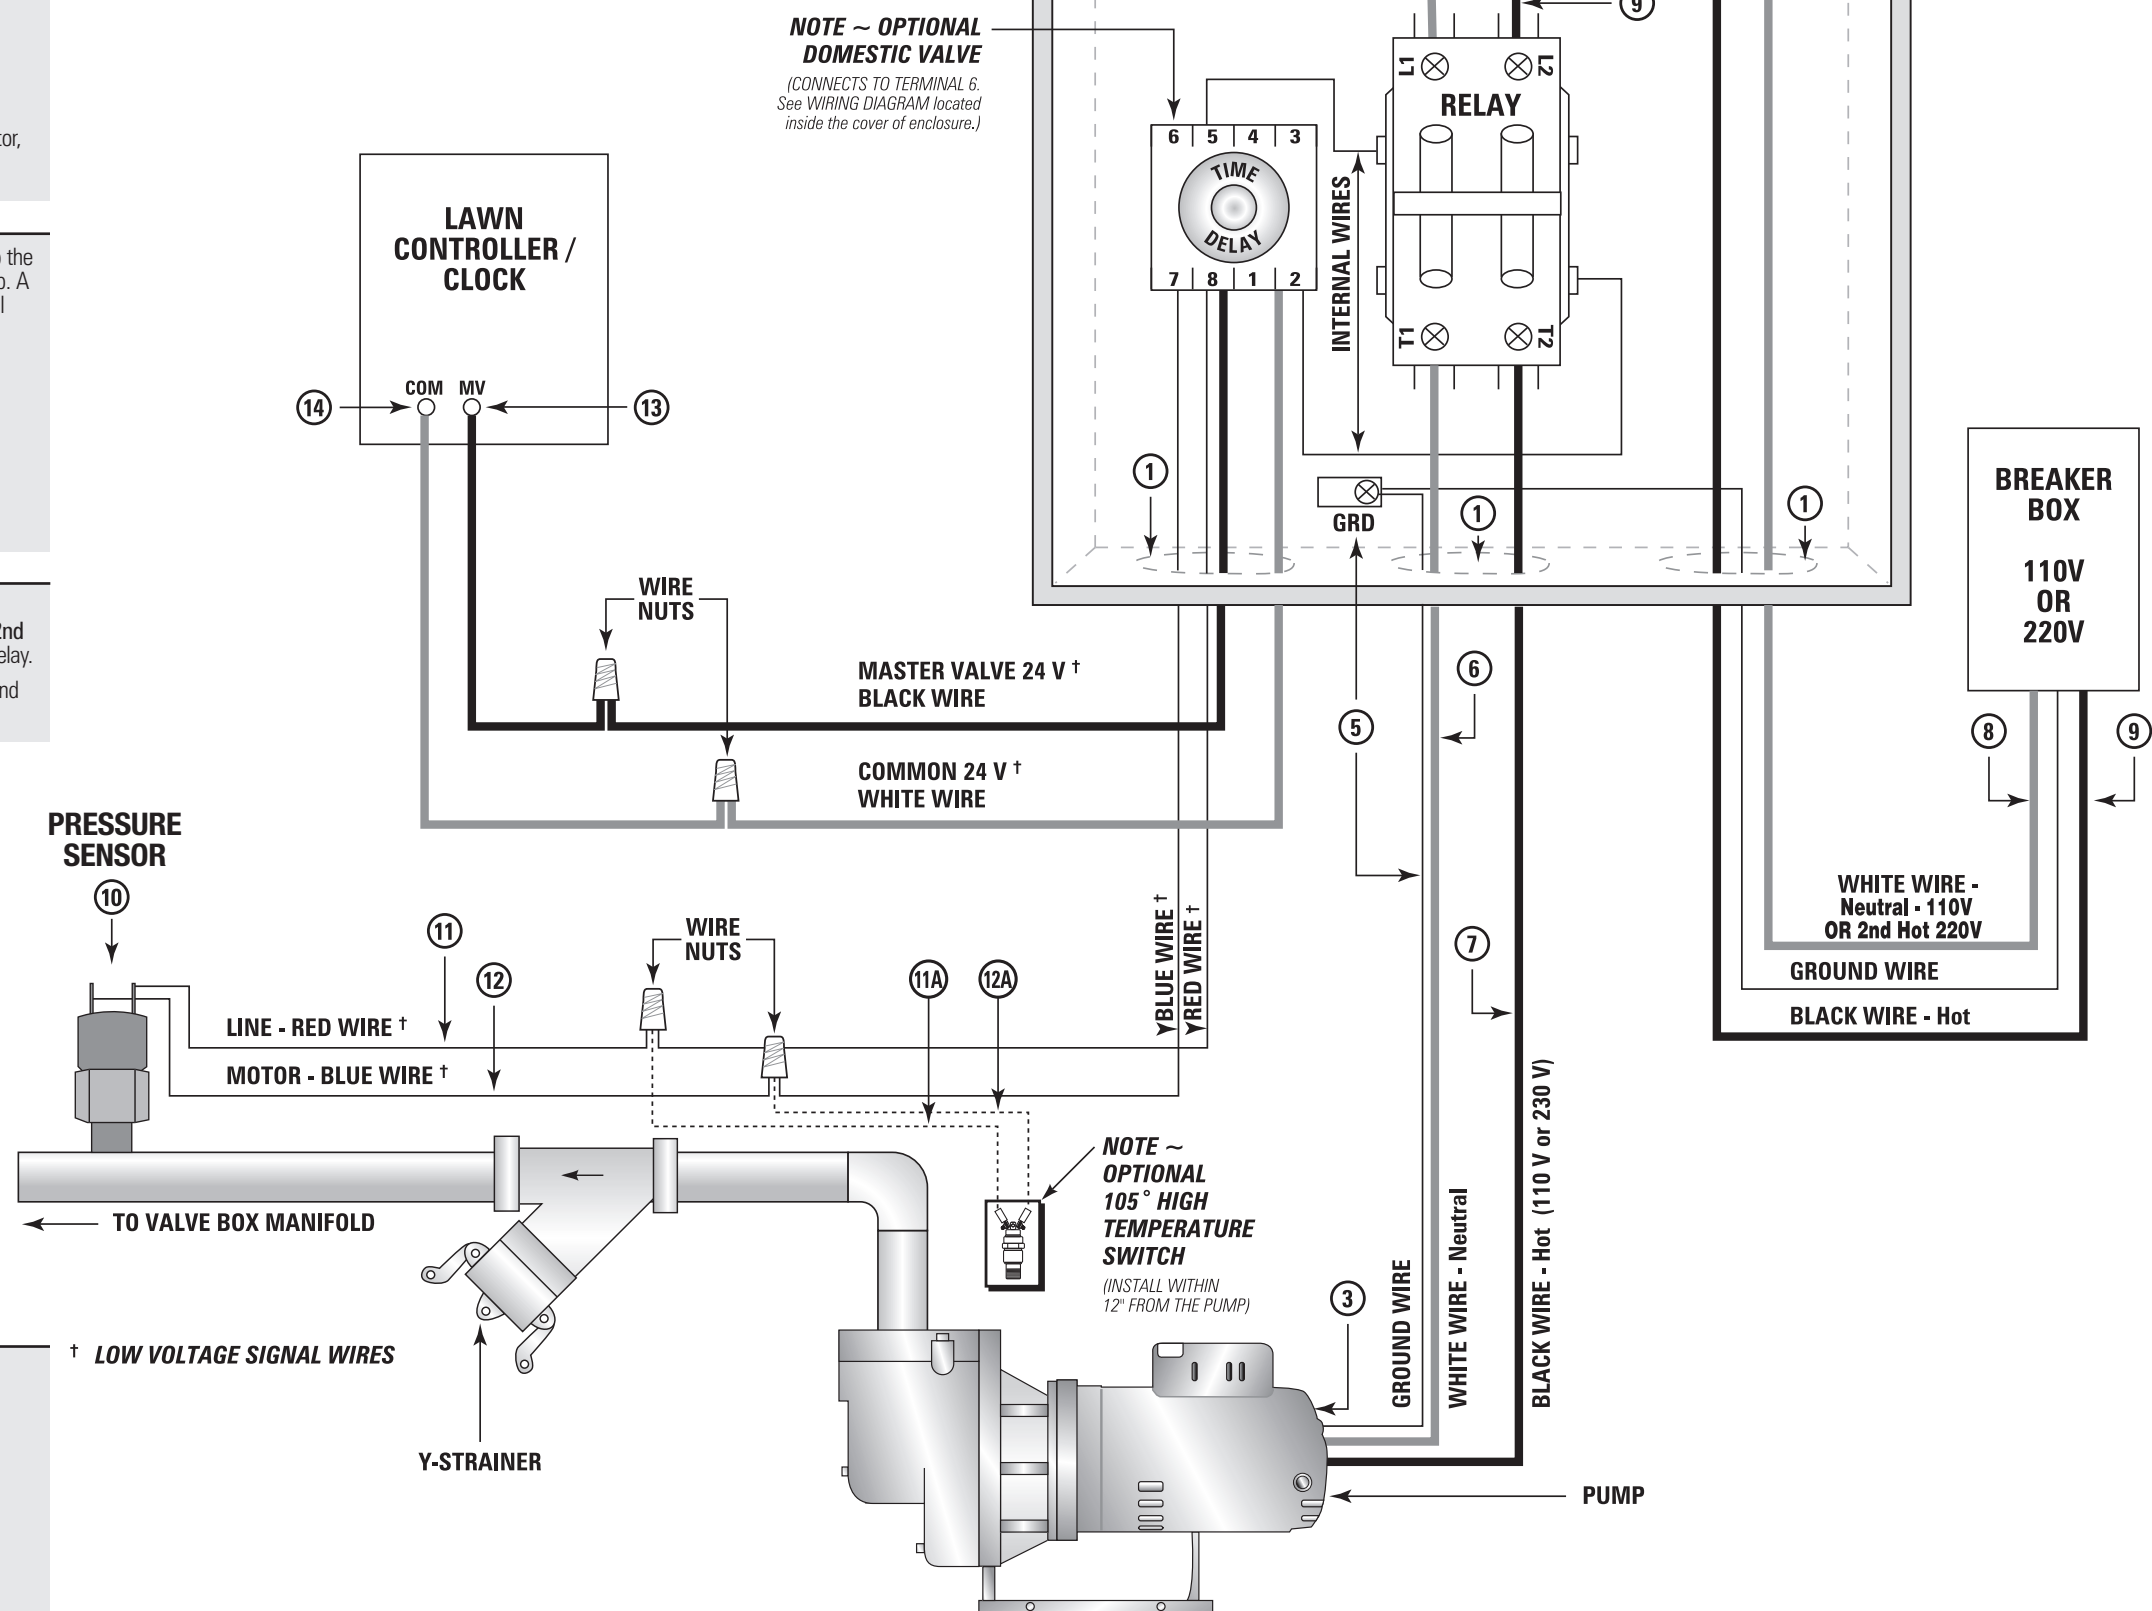 NOTE ~ OPTIONAL
DOMESTIC VALVE
(CONNECTS TO TERMINAL 6.
See WIRING DIAGRAM located
inside the cover of enclosure.)
9
L1
L2
RELAY
6 5 4 3
TIME
DELAY
7 8 1 2
INTERNAL WIRES
T1
T2
tor,
the
o. A
l
2nd
elay.
nd
LAWN
CONTROLLER /
CLOCK
COM MV
14
13
1
GRD
1
1
BREAKER
BOX
110V
OR
220V
WIRE
NUTS
MASTER VALVE 24 V †
BLACK WIRE
COMMON 24 V †
WHITE WIRE
5
6
8
9
PRESSURE
SENSOR
10
11
12
WIRE
NUTS
11A
12A
BLUE WIRE †
RED WIRE †
7
WHITE WIRE -
Neutral - 110V
OR 2nd Hot 220V
GROUND WIRE
BLACK WIRE - Hot
LINE - RED WIRE †
MOTOR - BLUE WIRE †
NOTE ~
OPTIONAL
105° HIGH
TEMPERATURE
SWITCH
(INSTALL WITHIN
12" FROM THE PUMP)
TO VALVE BOX MANIFOLD
3
GROUND WIRE
WHITE WIRE - Neutral
BLACK WIRE - Hot (110 V or 230 V)
† LOW VOLTAGE SIGNAL WIRES
Y-STRAINER
PUMP